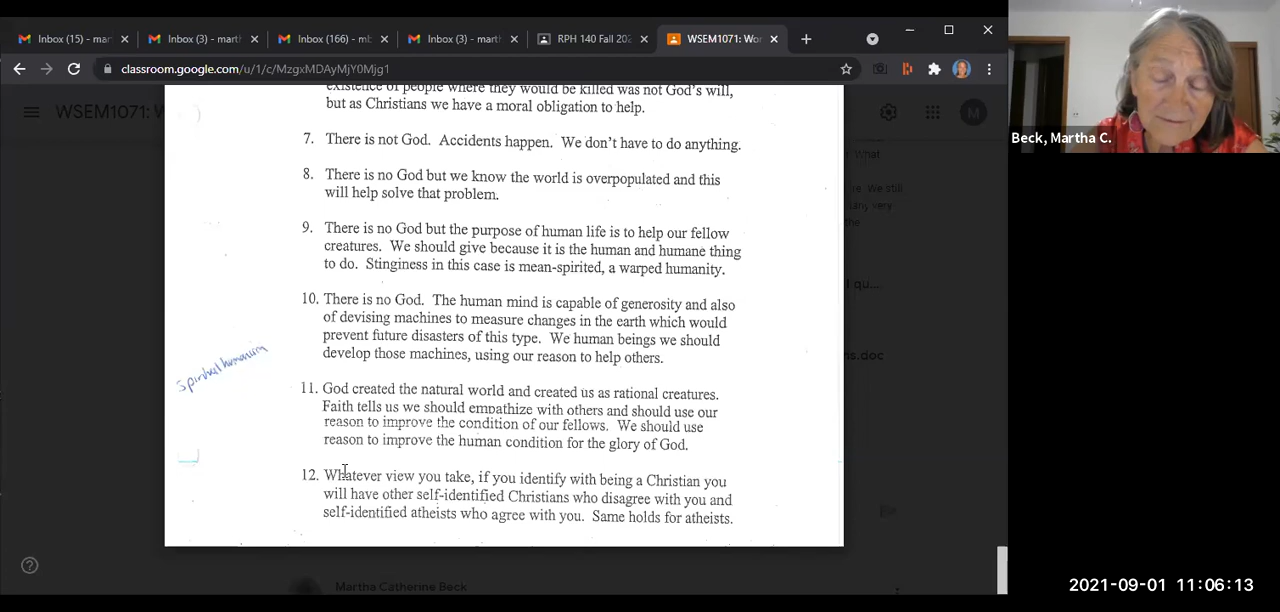 Inbox (15) - mar
Inbox (3) - marth
Inbox (166) - mb
Inbox (3) - marth
RPH 140 Fall 202
WSEM1071: Wor
classroom.google.com/u/1/c/MzgxMDAyMjY0Mjg1
WSEM1071: W
M
Beck, Martha C.
existence of people where they would be killed was not God's will,
but as Christians we have a moral obligation to help.
7. There is not God. Accidents happen. We don't have to do anything.
8. There is no God but we know the world is overpopulated and this
will help solve that problem.
9. There is no God but the purpose of human life is to help our fellow
creatures. We should give because it is the human and humane thing
to do. Stinginess in this case is mean-spirited, a warped humanity.
10. There is no God. The human mind is capable of generosity and also
of devising machines to measure changes in the earth which would
prevent future disasters of this type. We human beings we should
develop those machines, using our reason to help others.
11. God created the natural world and created us as rational creatures.
Faith tells us we should empathize with others and should use our
reason to improve the condition of our fellows. We should use
reason to improve the human condition for the glory of God.
12. Whatever view you take, if you identify with being a Christian you
will have other self-identified Christians who disagree with you and
self-identified atheists who agree with you. Same holds for atheists.
What
re. We still
the
I qu...
ns.doc
Martha Catherine Beck
2021-09-01 11:06:13